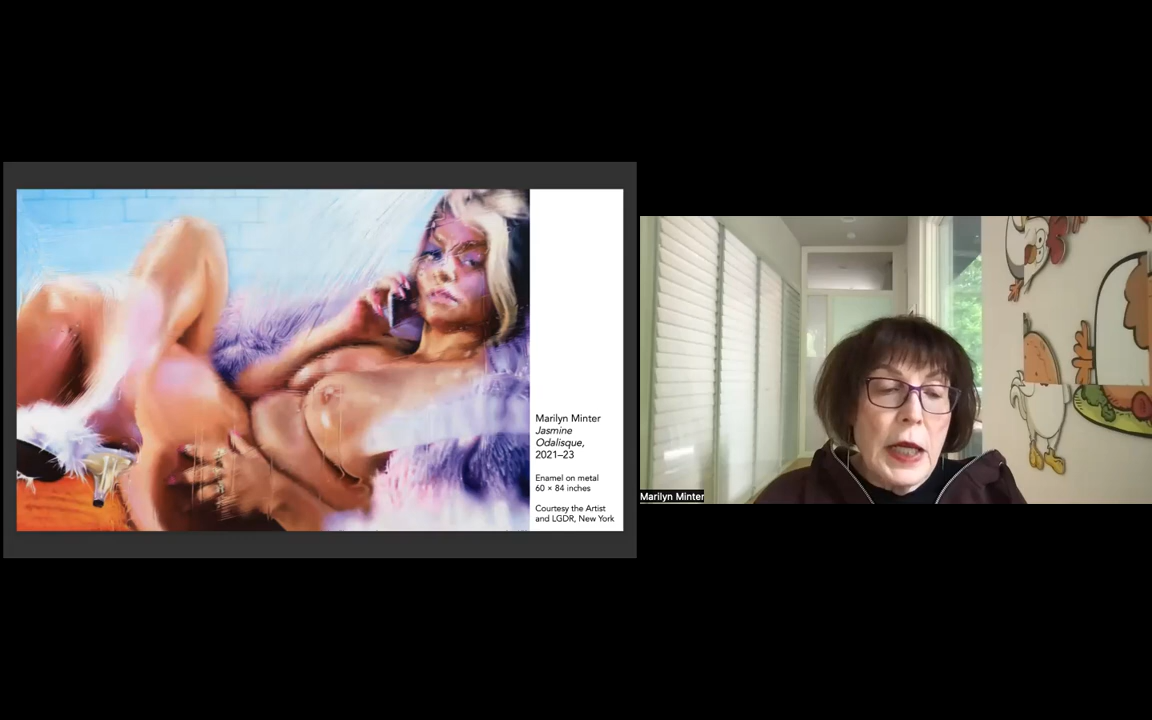 Marilyn Minter
Jasmine
Odalisque,
2021–23
Enamel on metal
60 × 84 inches
Courtesy the Artist
and LGDR, New York
Marilyn Minter